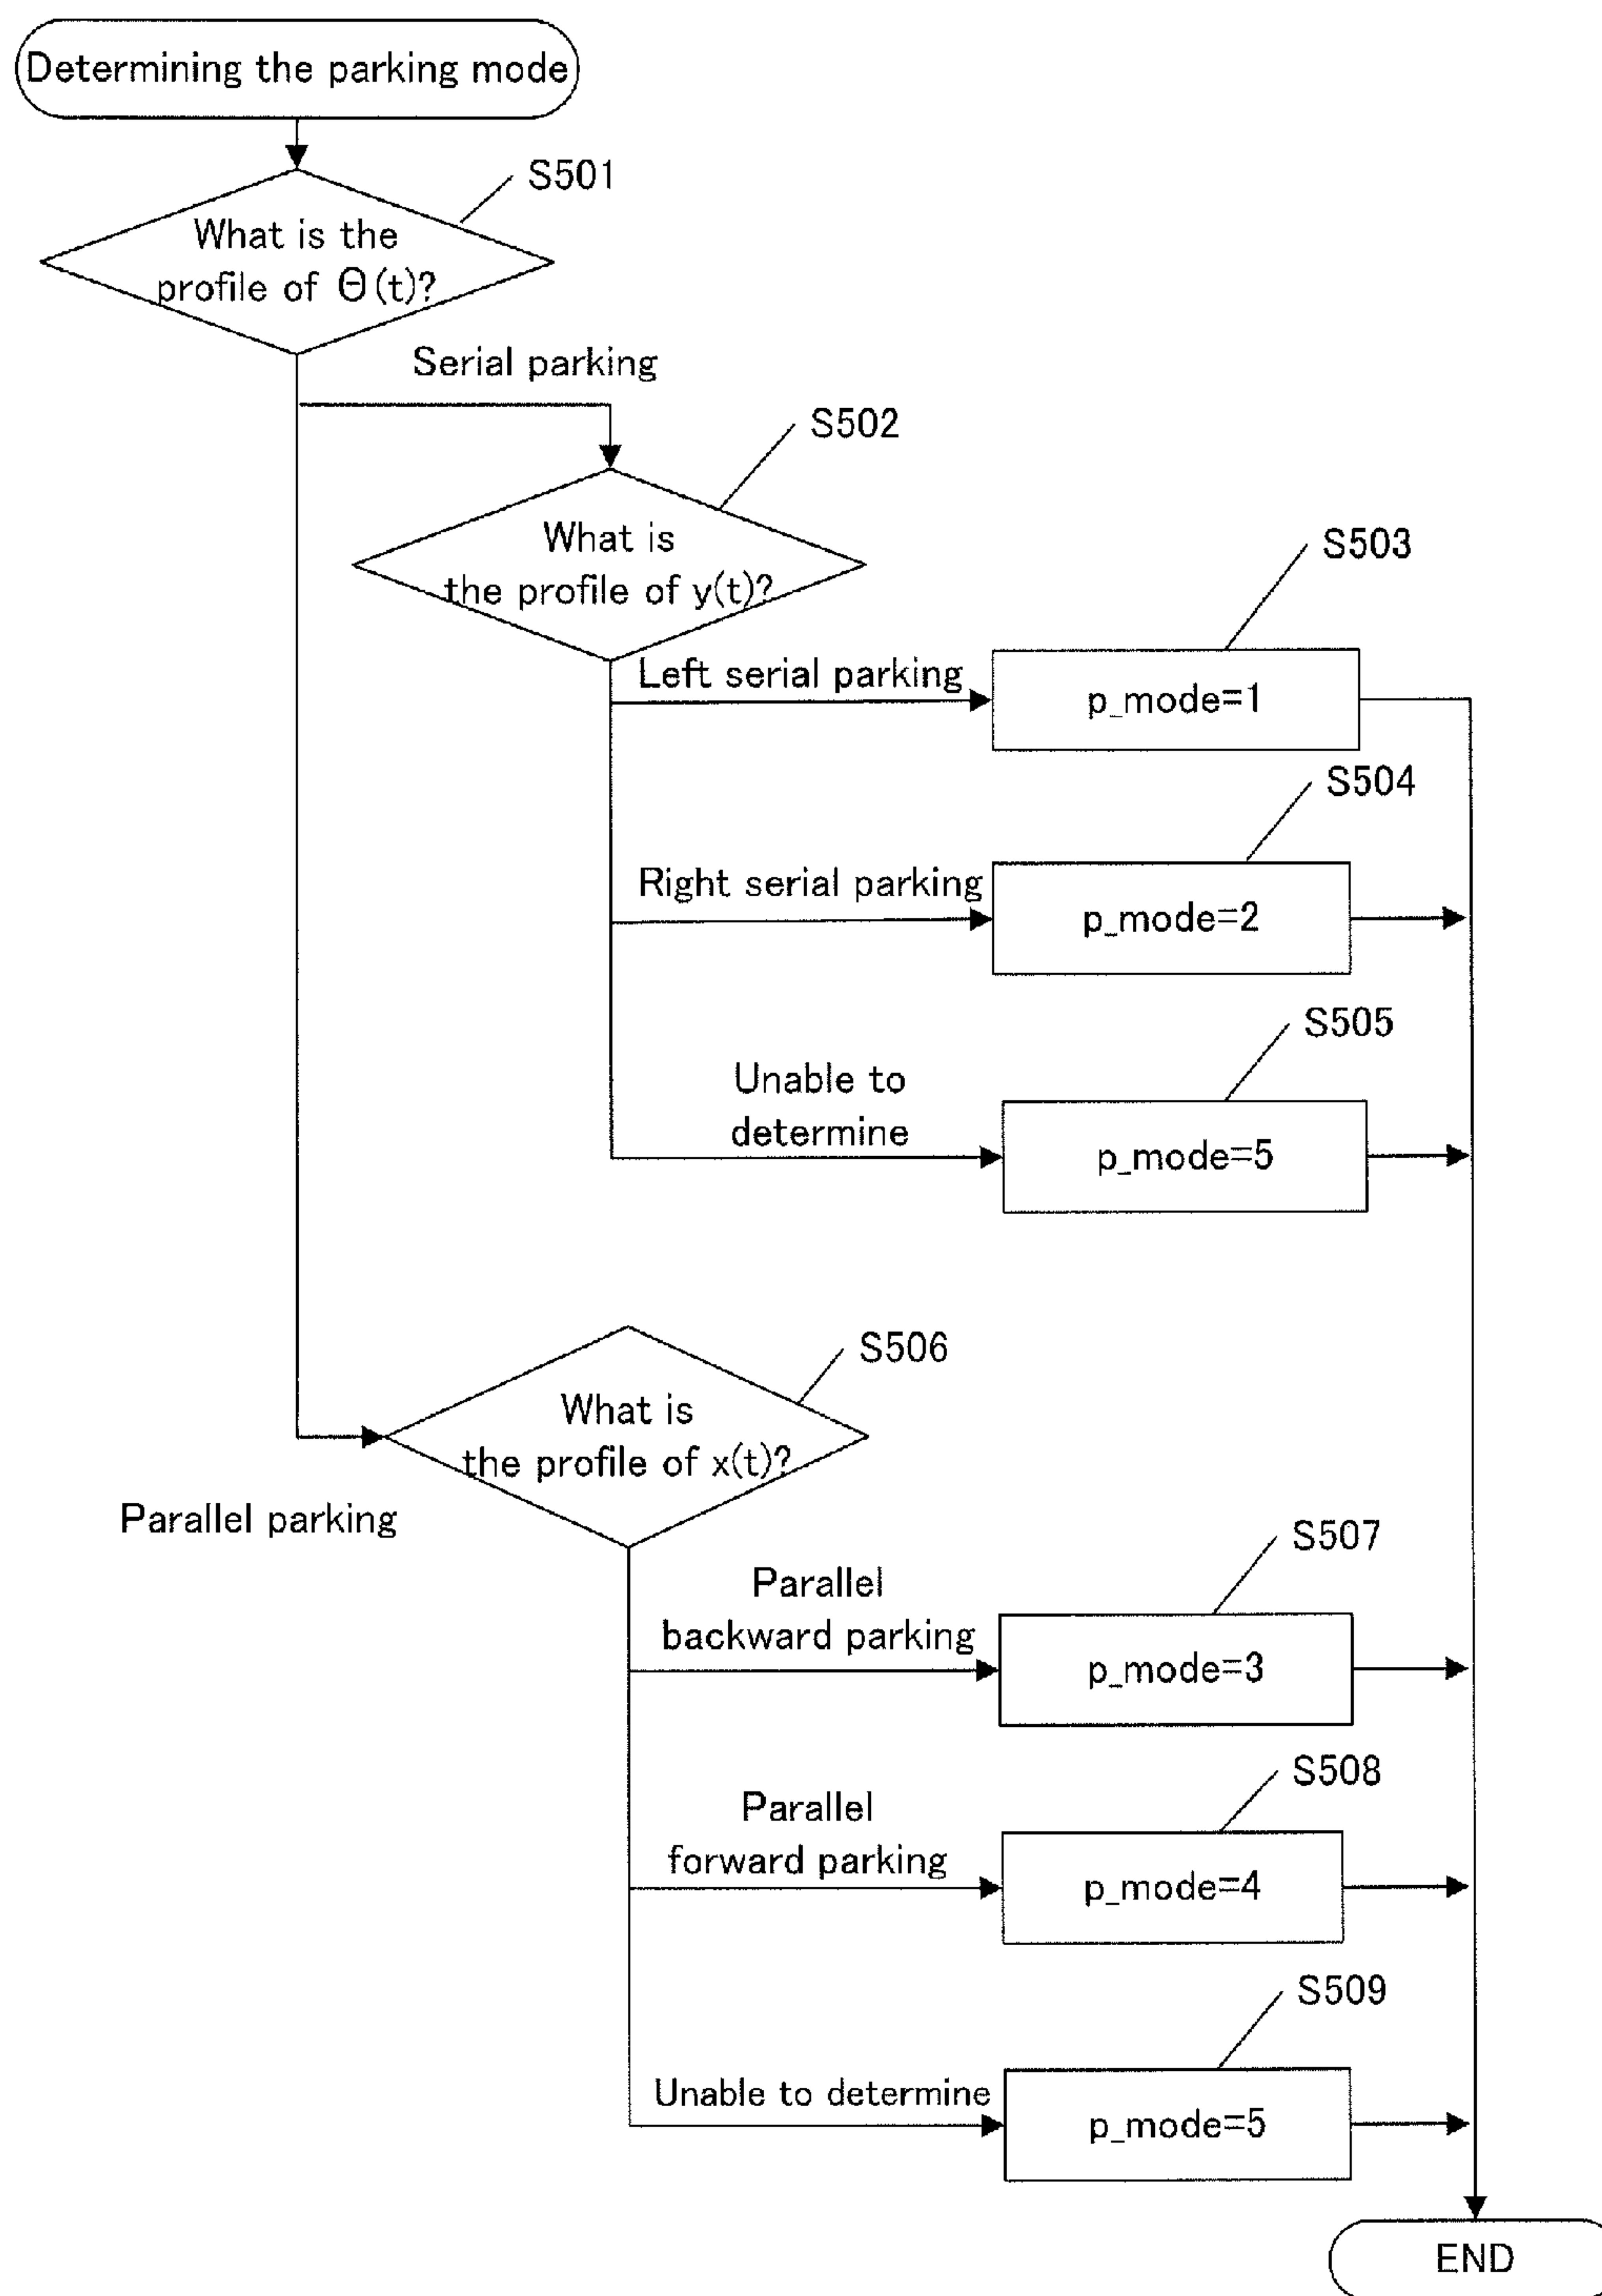 Determining the parking mode
S501
What is the
profile of Θ(t)?
Serial parking
S502
What is
the profile of y(t)?
S503
Left serial parking
p_mode=1
S504
Right serial parking
p_mode=2
S505
Unable to
determine
p_mode=5
S506
What is
the profile of x(t)?
Parallel parking
S507
Parallel
backward parking
p_mode=3
S508
Parallel
forward parking
p_mode=4
S509
Unable to determine
p_mode=5
END